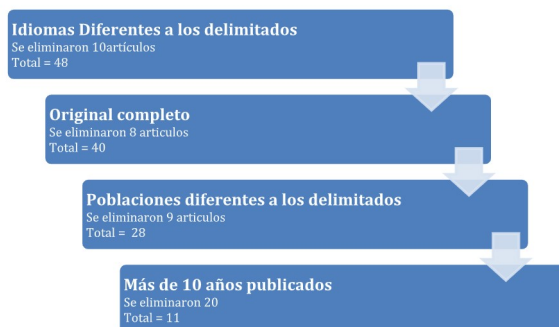 Idiomas Diferentes a los delimitados
Se eliminaron 10artículos
Total = 48
Original completo
Se eliminaron 8 articulos
Total = 40
Poblaciones diferentes a los delimitados
Se eliminaron 9 articulos
Total = 28
Más de 10 años publicados
Se eliminaron 20
Total = 11